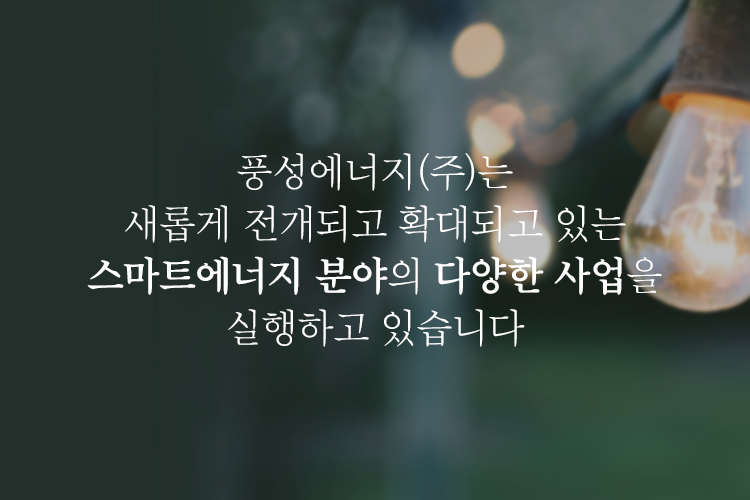 풍성에너지(주)는
새롭게 전개되고 확대되고 있는
스마트에너지 분야의 다양한 사업을
실행하고 있습니다